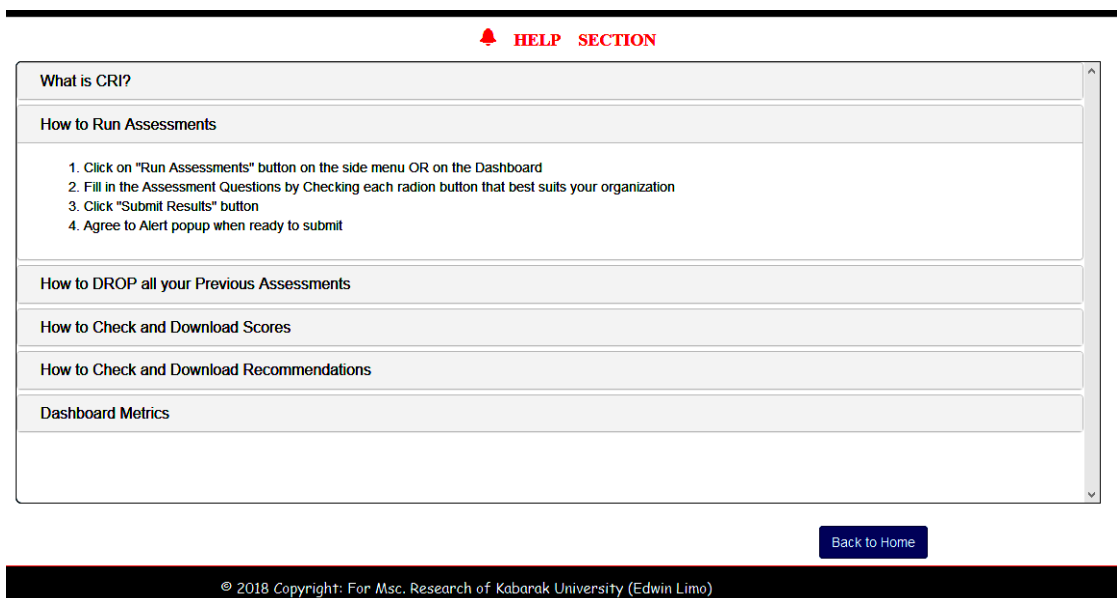 HELP SECTION
What is CRI?
How to Run Assessments
1. Click on "Run Assessments" button on the side menu OR on the Dashboard
2. Fill in the Assessment Questions by Checking each radion button that best suits your organization
3. Click "Submit Results" button
4. Agree to Alert popup when ready to submit
How to DROP all your Previous Assessments
How to Check and Download Scores
How to Check and Download Recommendations
Dashboard Metrics
Back to Home
© 2018 Copyright: For Msc. Research of Kabarak University (Edwin Limo)